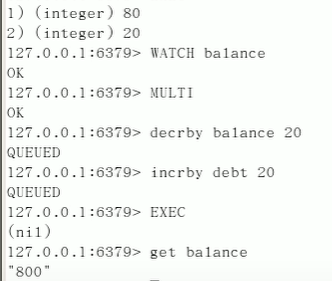 1) (integer) 80
2) (integer) 20
127.0.0.1:6379> WATCH balance
OK
127.0.0.1:6379> MULTI
OK
127.0.0.1:6379> decrby balance 20
QUEUED
127.0.0.1:6379> incrby debt 20
QUEUED
127.0.0.1:6379> EXEC
(nil)
127.0.0.1:6379> get balance
"800"